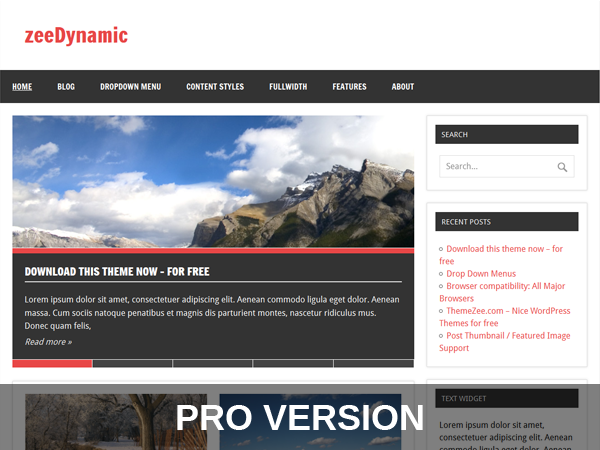 zeeDynamic
HOME BLOG DROPDOWN MENU CONTENT STYLES FULLWIDTH FEATURES ABOUT
DOWNLOAD THIS THEME NOW – FOR FREE
Lorem ipsum dolor sit amet, consectetuer adipiscing elit. Aenean commodo ligula eget dolor. Aenean
massa. Cum sociis natoque penatibus et magnis dis parturient montes, nascetur ridiculus mus.
Donec quam felis,
Read more »
SEARCH
Search...
RECENT POSTS
Download this theme now – for
free
Drop Down Menus
Browser compatibility: All Major
Browsers
ThemeZee.com – Nice WordPress
Themes for free
Post Thumbnail / Featured Image
Support
TEXT WIDGET
Lorem ipsum dolor sit amet,
consectetuer adipiscing elit.
Aenean commodo ligula eget
PRO VERSION